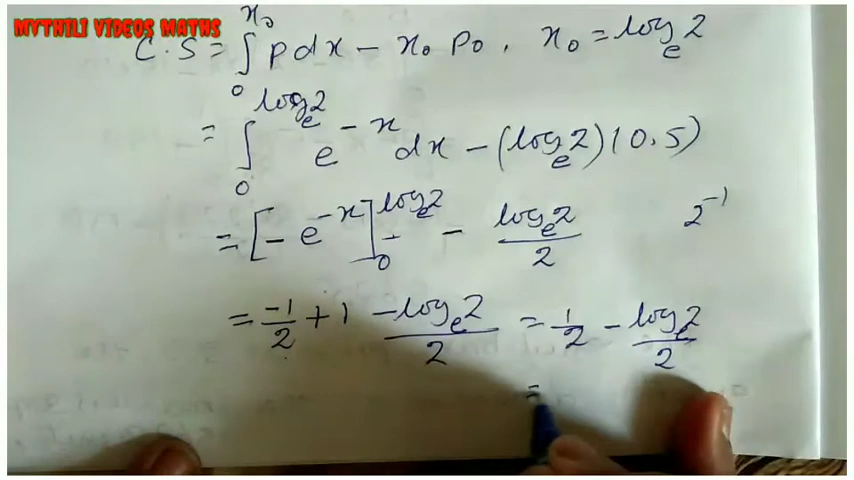 MYTHILI VIDEOS MATHS
C.S = ∫₀^{x₀} p dx − x₀ p₀ , x₀ = logₑ2
= ∫₀^{logₑ2} e^{−x} dx − (logₑ2)(0.5)
= [− e^{−x}]₀^{logₑ2} − logₑ2/2 2^{−1}
= −1/2 + 1 − logₑ2/2 = 1/2 − logₑ2/2
=